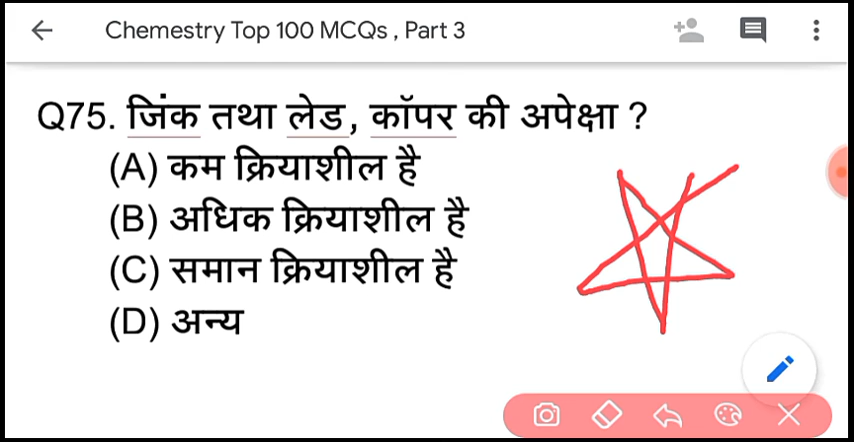 Chemestry Top 100 MCQs , Part 3
Q75. जिंक तथा लेड, कॉपर की अपेक्षा ?
(A) कम क्रियाशील है
(B) अधिक क्रियाशील है
(C) समान क्रियाशील है
(D) अन्य